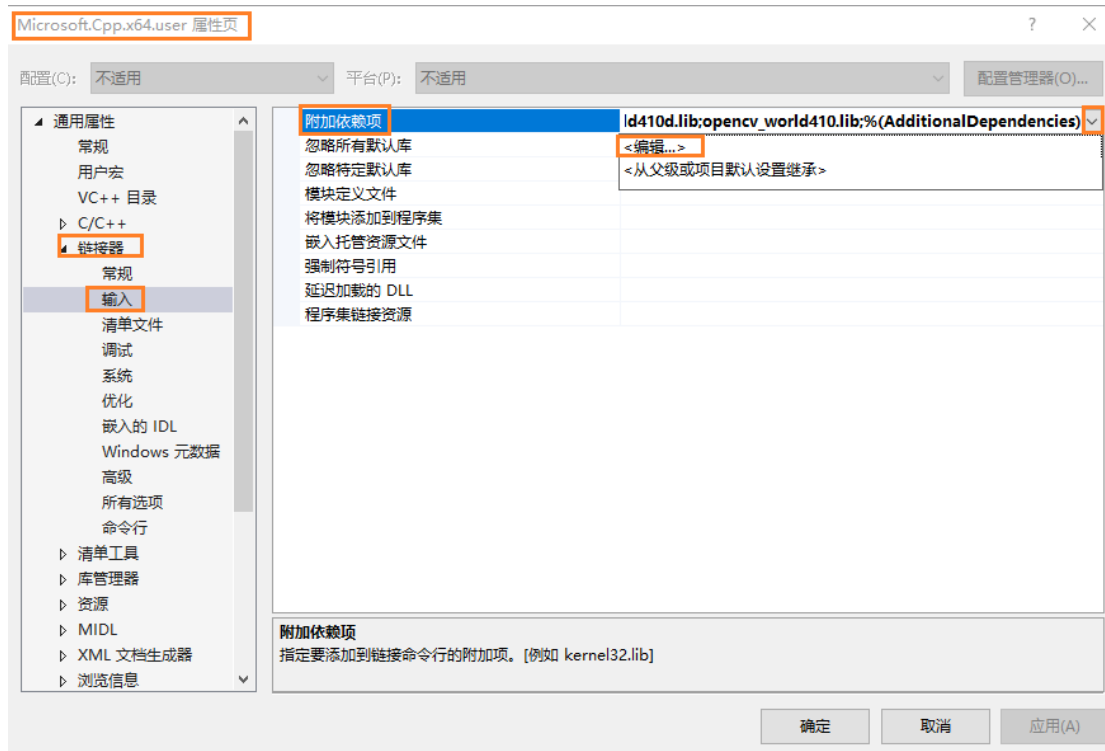 Microsoft.Cpp.x64.user 属性页
配置(C): 不适用 平台(P): 不适用 配置管理器(O)...
通用属性
常规
用户宏
VC++ 目录
C/C++
链接器
常规
输入
清单文件
调试
系统
优化
嵌入的 IDL
Windows 元数据
高级
所有选项
命令行
清单工具
库管理器
资源
MIDL
XML 文档生成器
浏览信息
附加依赖项 ld410d.lib;opencv_world410.lib;%(AdditionalDependencies)
忽略所有默认库 <编辑...>
忽略特定默认库 <从父级或项目默认设置继承>
模块定义文件
将模块添加到程序集
嵌入托管资源文件
强制符号引用
延迟加载的 DLL
程序集链接资源
附加依赖项
指定要添加到链接命令行的附加项。[例如 kernel32.lib]
确定 取消 应用(A)